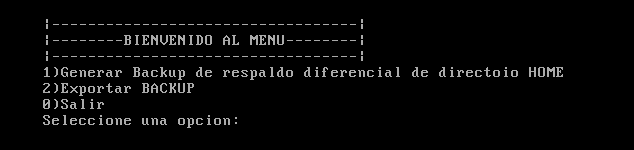 ¦----------------------------------¦
¦--------BIENVENIDO AL MENU--------¦
¦----------------------------------¦
1)Generar Backup de respaldo diferencial de directoio HOME
2)Exportar BACKUP
0)Salir
Seleccione una opcion: